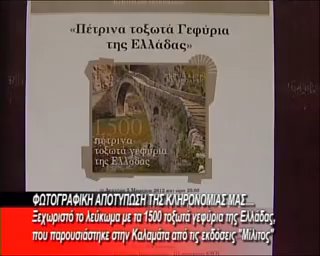 «Πέτρινα τοξωτά Γεφύρια
της Ελλάδας»
1500
πέτρινα
τοξωτά γεφύρια
της Ελλάδας
ΦΩΤΟΓΡΑΦΙΚΗ ΑΠΟΤΥΠΩΣΗ ΤΗΣ ΚΛΗΡΟΝΟΜΙΑΣ ΜΑΣ...
Ξεχωριστό το λεύκωμα με τα 1500 τοξωτά γεφύρια της Ελλάδας,
που παρουσιάστηκε στην Καλαμάτα από τις εκδόσεις "Μίλητος"